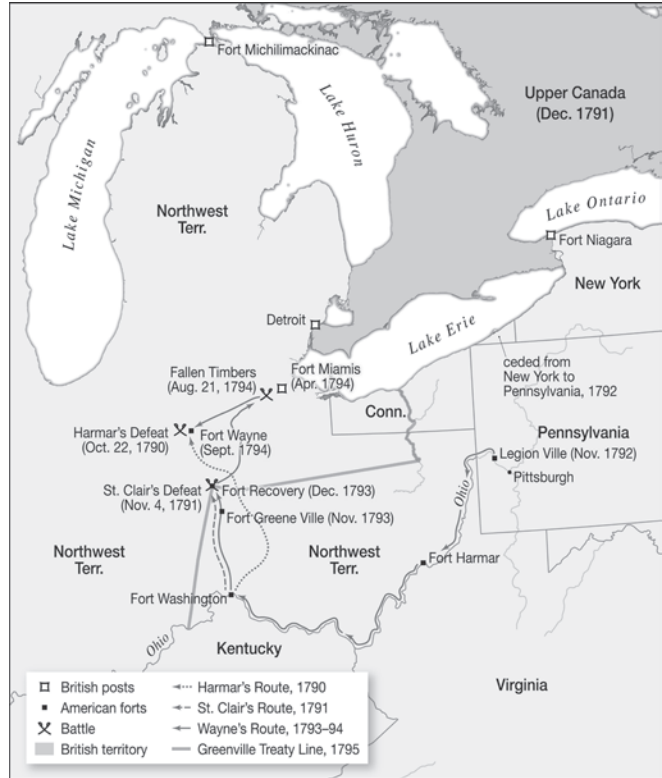 Fort Michilimackinac
Upper Canada
(Dec. 1791)
Lake Michigan
Lake Huron
Northwest
Terr.
Lake Ontario
Fort Niagara
New York
Detroit
Lake Erie
Fallen Timbers
(Aug. 21, 1794)
Fort Miamis
(Apr. 1794)
ceded from
New York to
Pennsylvania, 1792
Conn.
Harmar's Defeat
(Oct. 22, 1790)
Fort Wayne
(Sept. 1794)
Pennsylvania
Legion Ville (Nov. 1792)
Pittsburgh
St. Clair's Defeat
(Nov. 4, 1791)
Fort Recovery (Dec. 1793)
Fort Greene Ville (Nov. 1793)
Ohio
Northwest
Terr.
Northwest
Terr.
Fort Harmar
Fort Washington
Ohio
Kentucky
Virginia
British posts
American forts
Battle
British territory
Harmar's Route, 1790
St. Clair's Route, 1791
Wayne's Route, 1793–94
Greenville Treaty Line, 1795